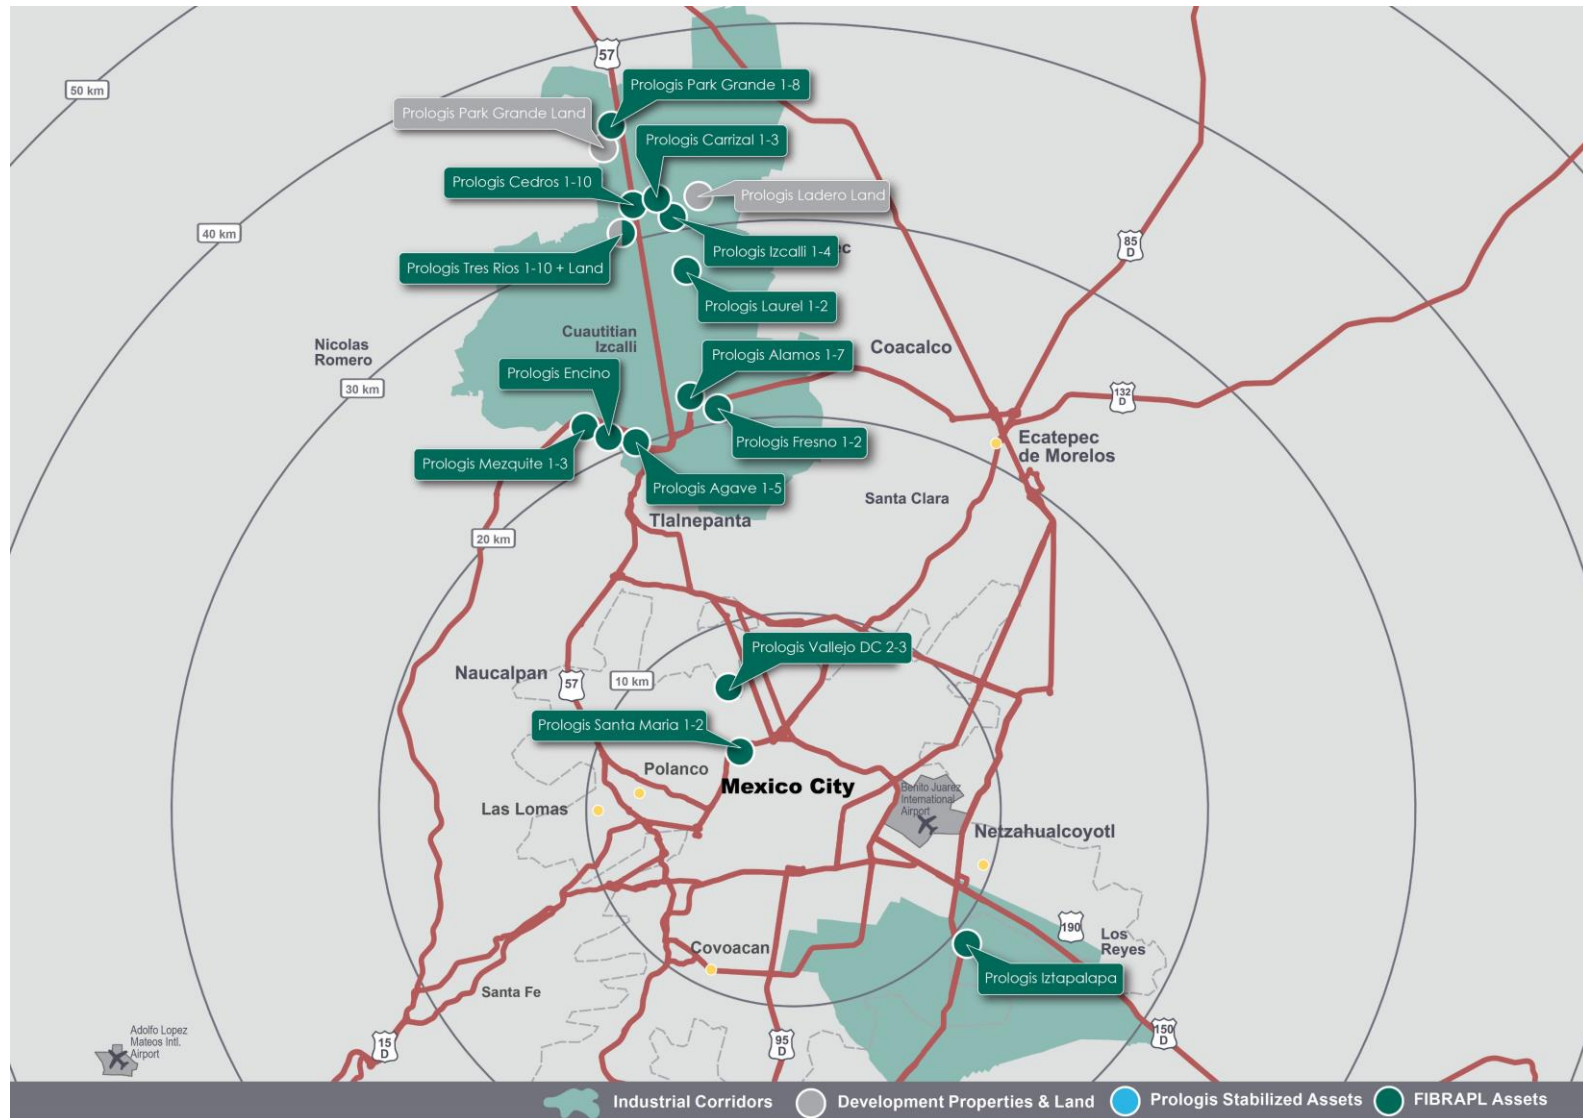 57
50 km
Prologis Park Grande 1-8
Prologis Park Grande Land
Prologis Carrizal 1-3
Prologis Cedros 1-10
Prologis Ladero Land
40 km
Prologis Izcalli 1-4
ec
85
D
Prologis Tres Rios 1-10 + Land
Prologis Laurel 1-2
Cuautitian
Izcalli
Nicolas
Romero
Coacalco
Prologis Alamos 1-7
Prologis Encino
30 km
132
D
Prologis Fresno 1-2
Ecatepec
de Morelos
Prologis Mezquite 1-3
Prologis Agave 1-5
Santa Clara
Tlalnepanta
20 km
Prologis Vallejo DC 2-3
Naucalpan
57
10 km
Prologis Santa Maria 1-2
Polanco
Mexico City
Benito Juarez
International
Airport
Las Lomas
Netzahualcoyotl
190
Los
Reyes
Covoacan
Prologis Iztapalapa
Santa Fe
Adolfo Lopez
Mateos Intl.
Airport
15
D
95
D
150
D
Industrial Corridors
Development Properties & Land
Prologis Stabilized Assets
FIBRAPL Assets